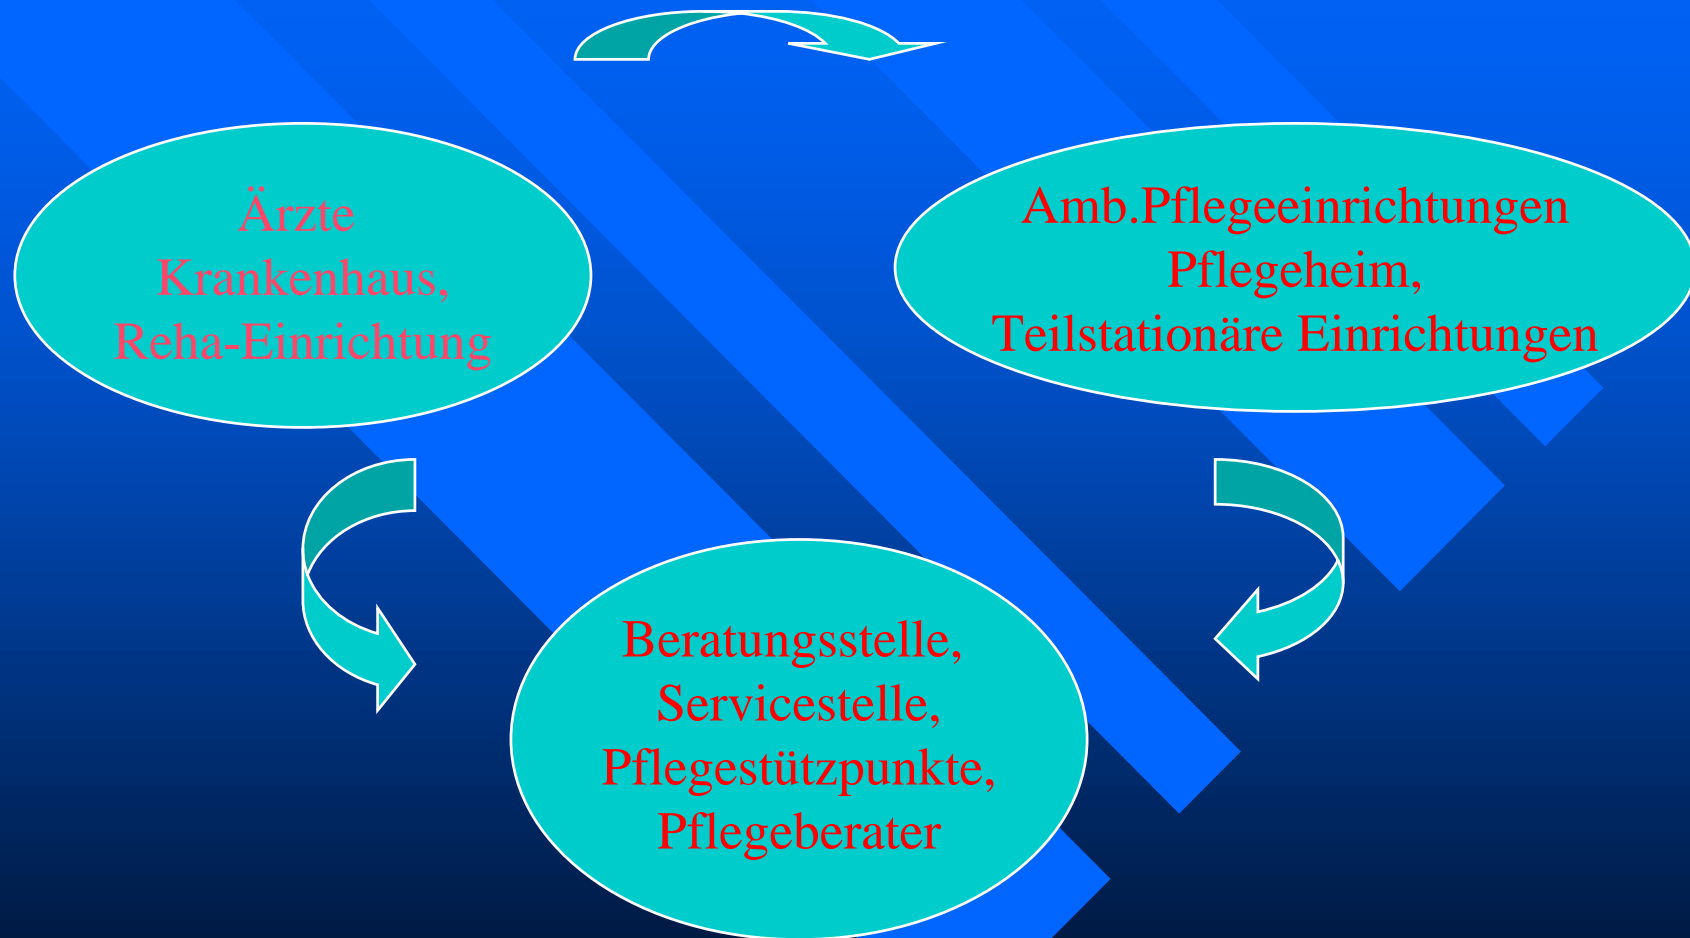 Ärzte
Krankenhaus,
Reha-Einrichtung
Amb.Pflegeeinrichtungen
Pflegeheim,
Teilstationäre Einrichtungen
Beratungsstelle,
Servicestelle,
Pflegestützpunkte,
Pflegeberater